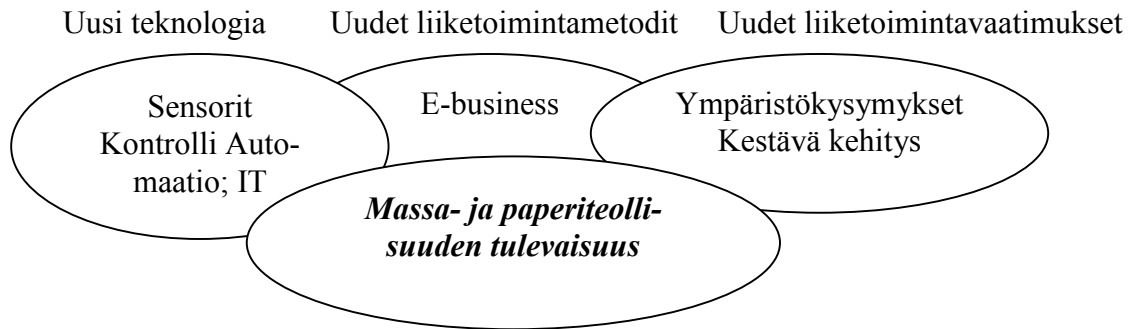 Uusi teknologia
Uudet liiketoimintametodit
Uudet liiketoimintavaatimukset
Sensorit
Kontrolli Auto-
maatio; IT
E-business
Ympäristökysymykset
Kestävä kehitys
Massa- ja paperiteolli-
suuden tulevaisuus